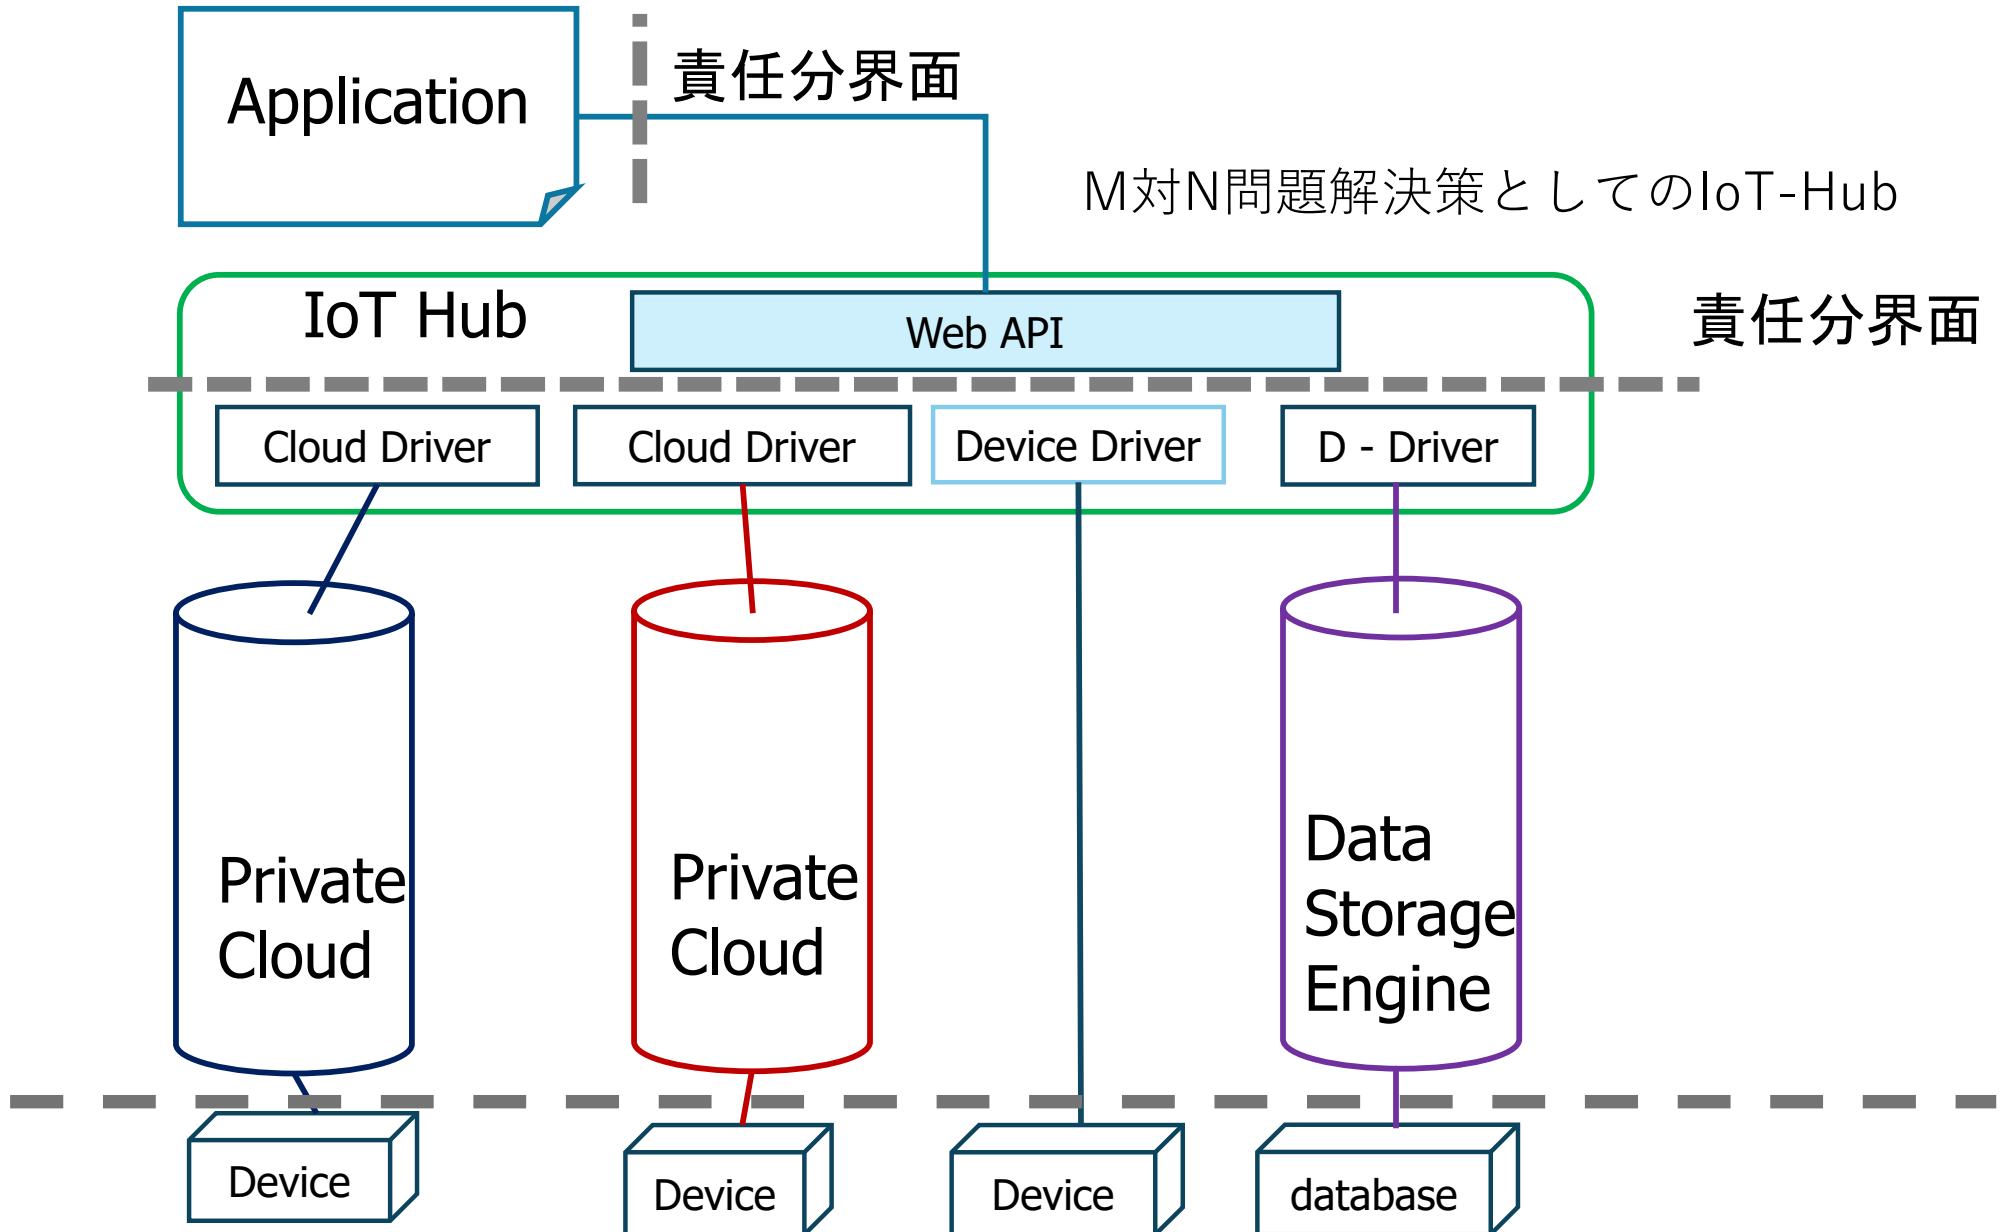 Application
責任分界面
M対N問題解決策としてのIoT-Hub
IoT Hub
Web API
責任分界面
Cloud Driver
Cloud Driver
Device Driver
D - Driver
Private
Cloud
Private
Cloud
Data
Storage
Engine
Device
Device
Device
database